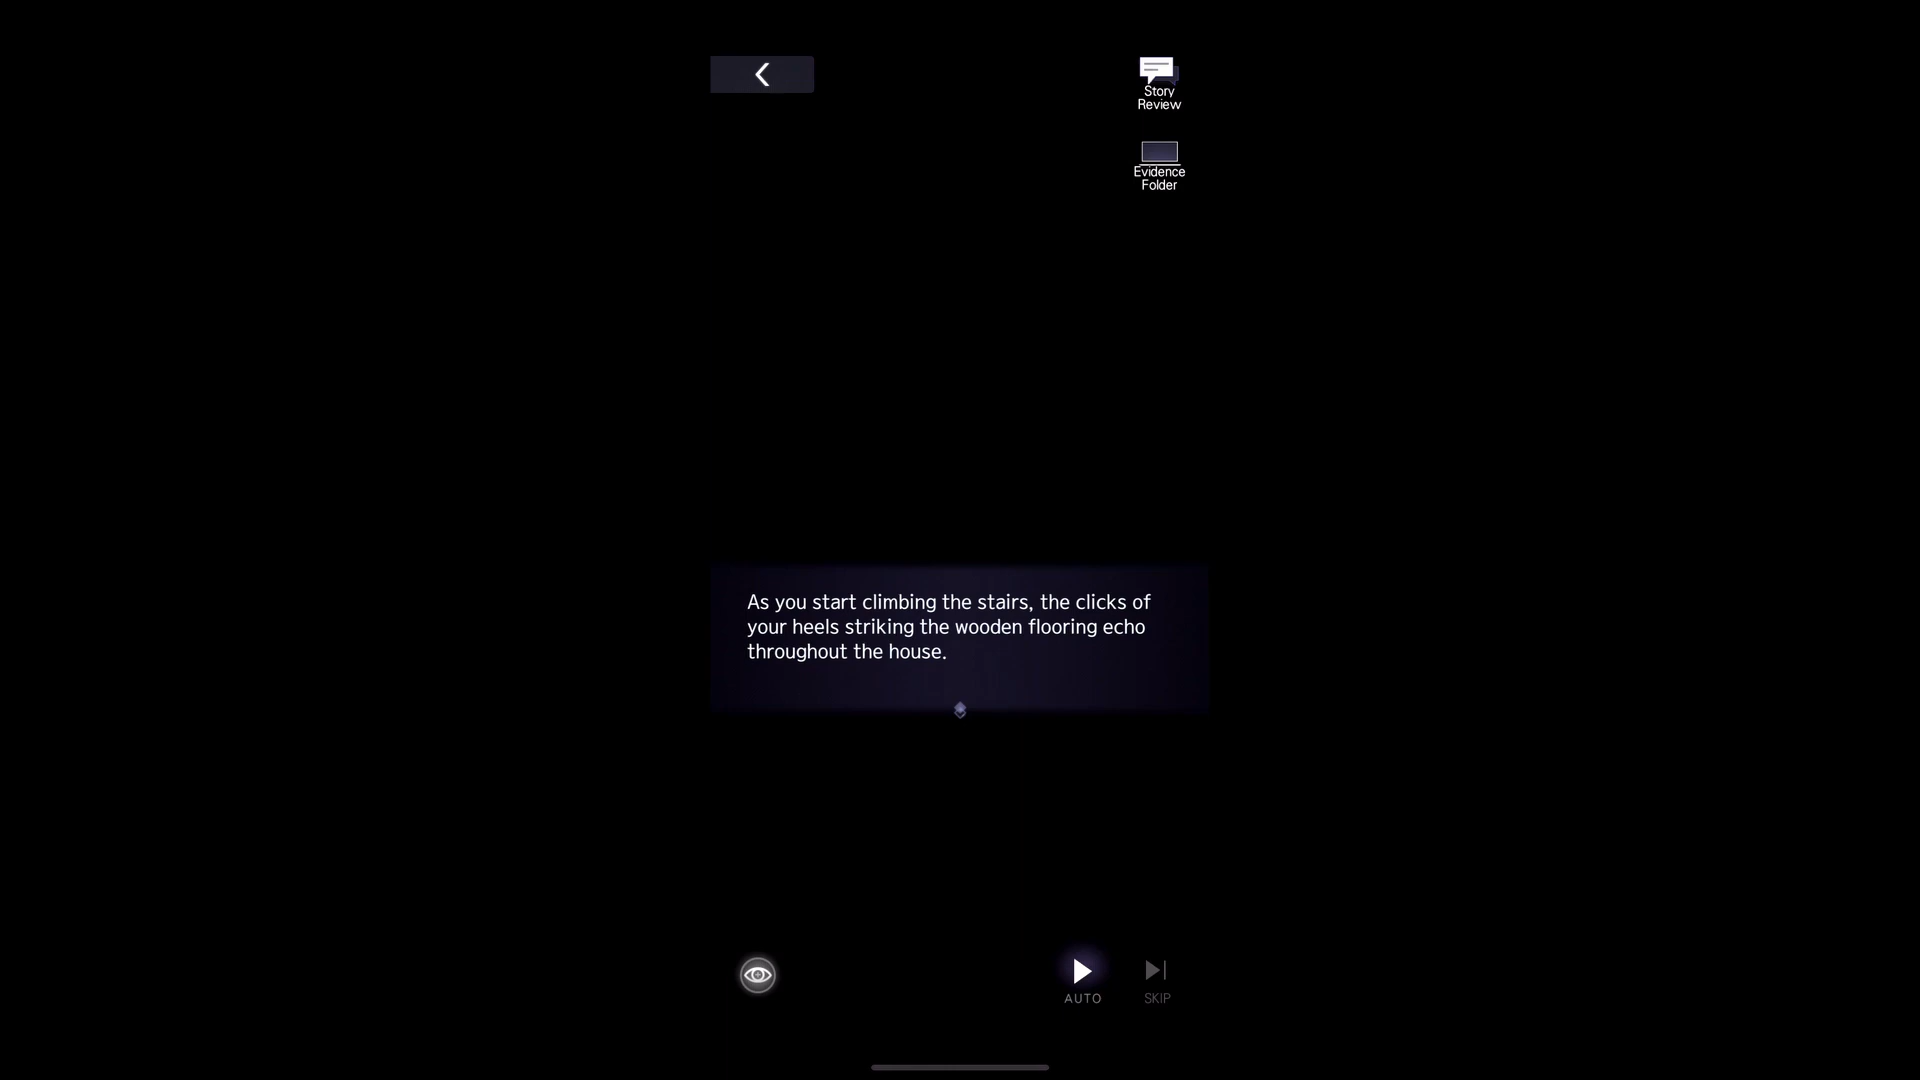 Story
Review
Evidence
Folder
As you start climbing the stairs, the clicks of
your heels striking the wooden flooring echo
throughout the house.
AUTO
SKIP